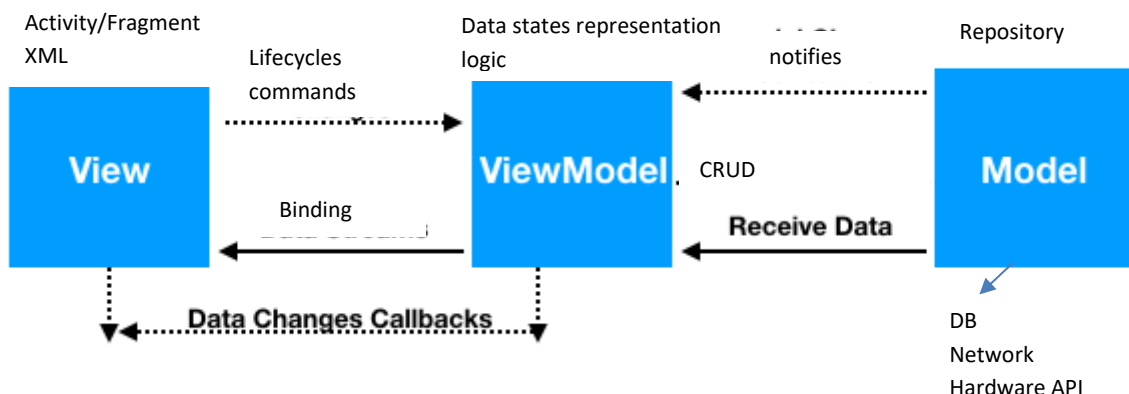 Activity/Fragment
XML
Data states representation
logic
Repository
Lifecycles
commands
notifies
View
ViewModel
CRUD
Model
Binding
Receive Data
Data Changes Callbacks
DB
Network
Hardware API